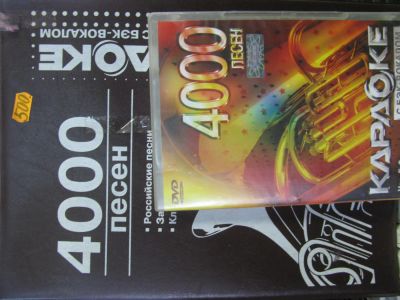 С БЭК-ВОКАЛОМ
ОКЕ
500
4000
песен
Российские песни
За
Кл
4000
ПЕСЕН
DVD
КАРАОКЕ